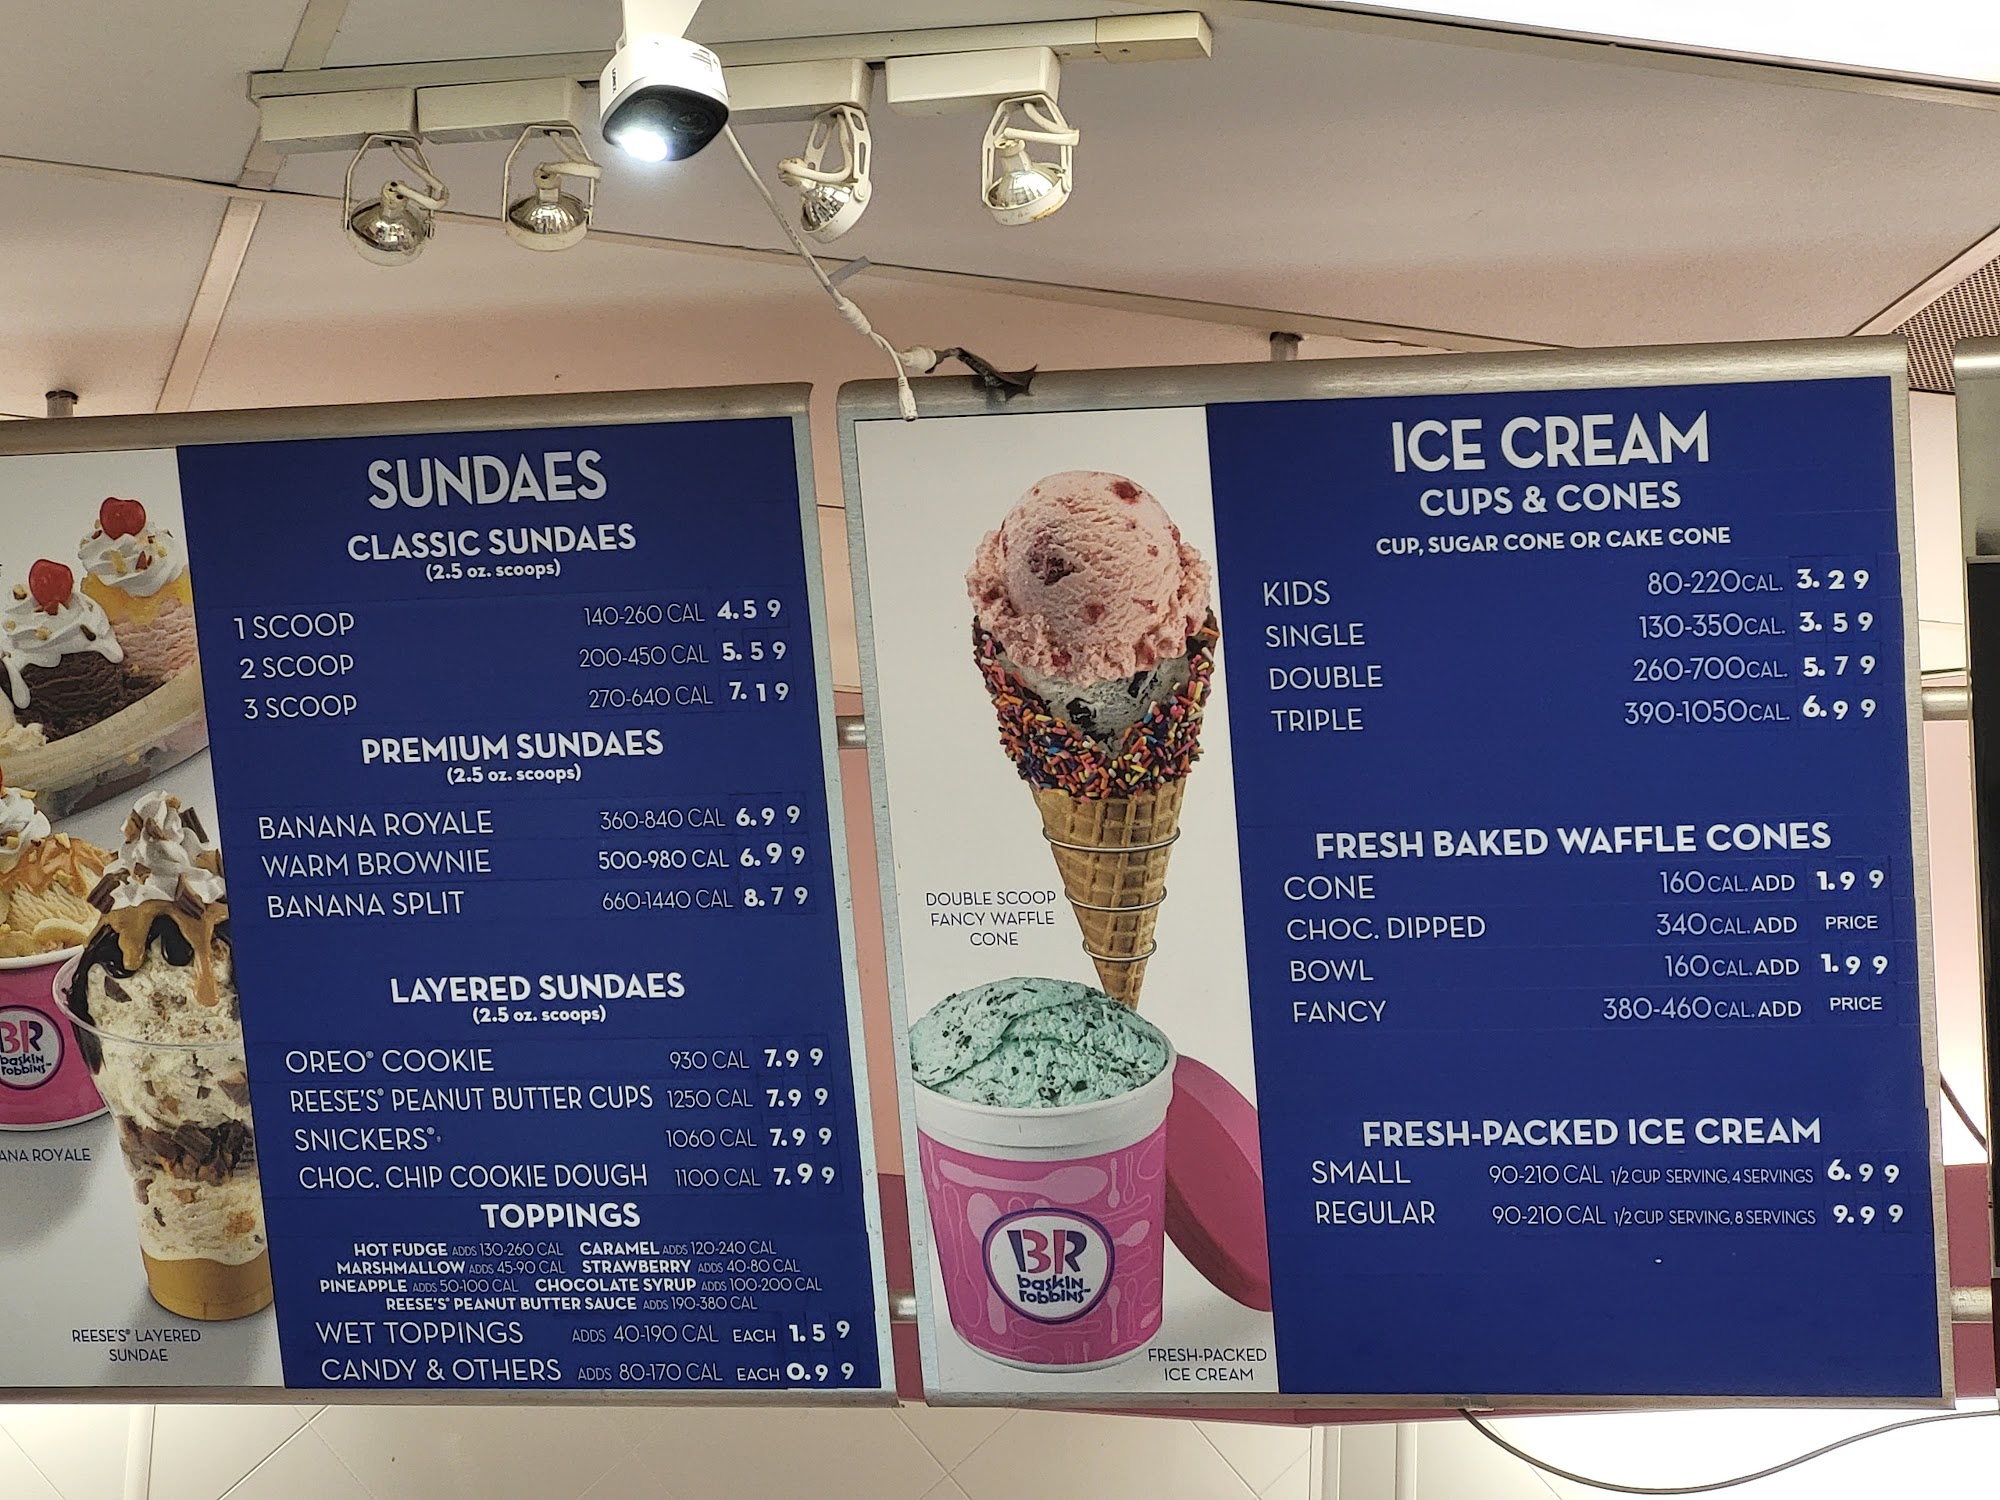 SUNDAES
CLASSIC SUNDAES
(2.5 oz. scoops)
1 SCOOP 140-260 CAL 4.59
2 SCOOP 200-450 CAL 5.59
3 SCOOP 270-640 CAL 7.19
PREMIUM SUNDAES
(2.5 oz. scoops)
BANANA ROYALE 360-840 CAL 6.99
WARM BROWNIE 500-980 CAL 6.99
BANANA SPLIT 660-1440 CAL 8.79
LAYERED SUNDAES
(2.5 oz. scoops)
OREO® COOKIE 930 CAL 7.99
REESE'S® PEANUT BUTTER CUPS 1250 CAL 7.99
SNICKERS® 1060 CAL 7.99
CHOC. CHIP COOKIE DOUGH 1100 CAL 7.99
TOPPINGS
HOT FUDGE ADDS 130-260 CAL CARAMEL ADDS 120-240 CAL
MARSHMALLOW ADDS 45-90 CAL STRAWBERRY ADDS 40-80 CAL
PINEAPPLE ADDS 50-100 CAL CHOCOLATE SYRUP ADDS 100-200 CAL
REESE'S® PEANUT BUTTER SAUCE ADDS 190-380 CAL
WET TOPPINGS ADDS 40-190 CAL EACH 1.59
CANDY & OTHERS ADDS 80-170 CAL EACH 0.99
BR
baskin
robbins™
ANA ROYALE
REESE'S® LAYERED
SUNDAE
ICE CREAM
CUPS & CONES
CUP, SUGAR CONE OR CAKE CONE
KIDS 80-220CAL. 3.29
SINGLE 130-350CAL. 3.59
DOUBLE 260-700CAL. 5.79
TRIPLE 390-1050CAL. 6.99
FRESH BAKED WAFFLE CONES
CONE 160CAL. ADD 1.99
CHOC. DIPPED 340CAL. ADD PRICE
BOWL 160CAL. ADD 1.99
FANCY 380-460CAL. ADD PRICE
FRESH-PACKED ICE CREAM
SMALL 90-210 CAL 1/2 CUP SERVING, 4 SERVINGS 6.99
REGULAR 90-210 CAL 1/2 CUP SERVING, 8 SERVINGS 9.99
DOUBLE SCOOP
FANCY WAFFLE
CONE
BR
baskin
robbins™
FRESH-PACKED
ICE CREAM